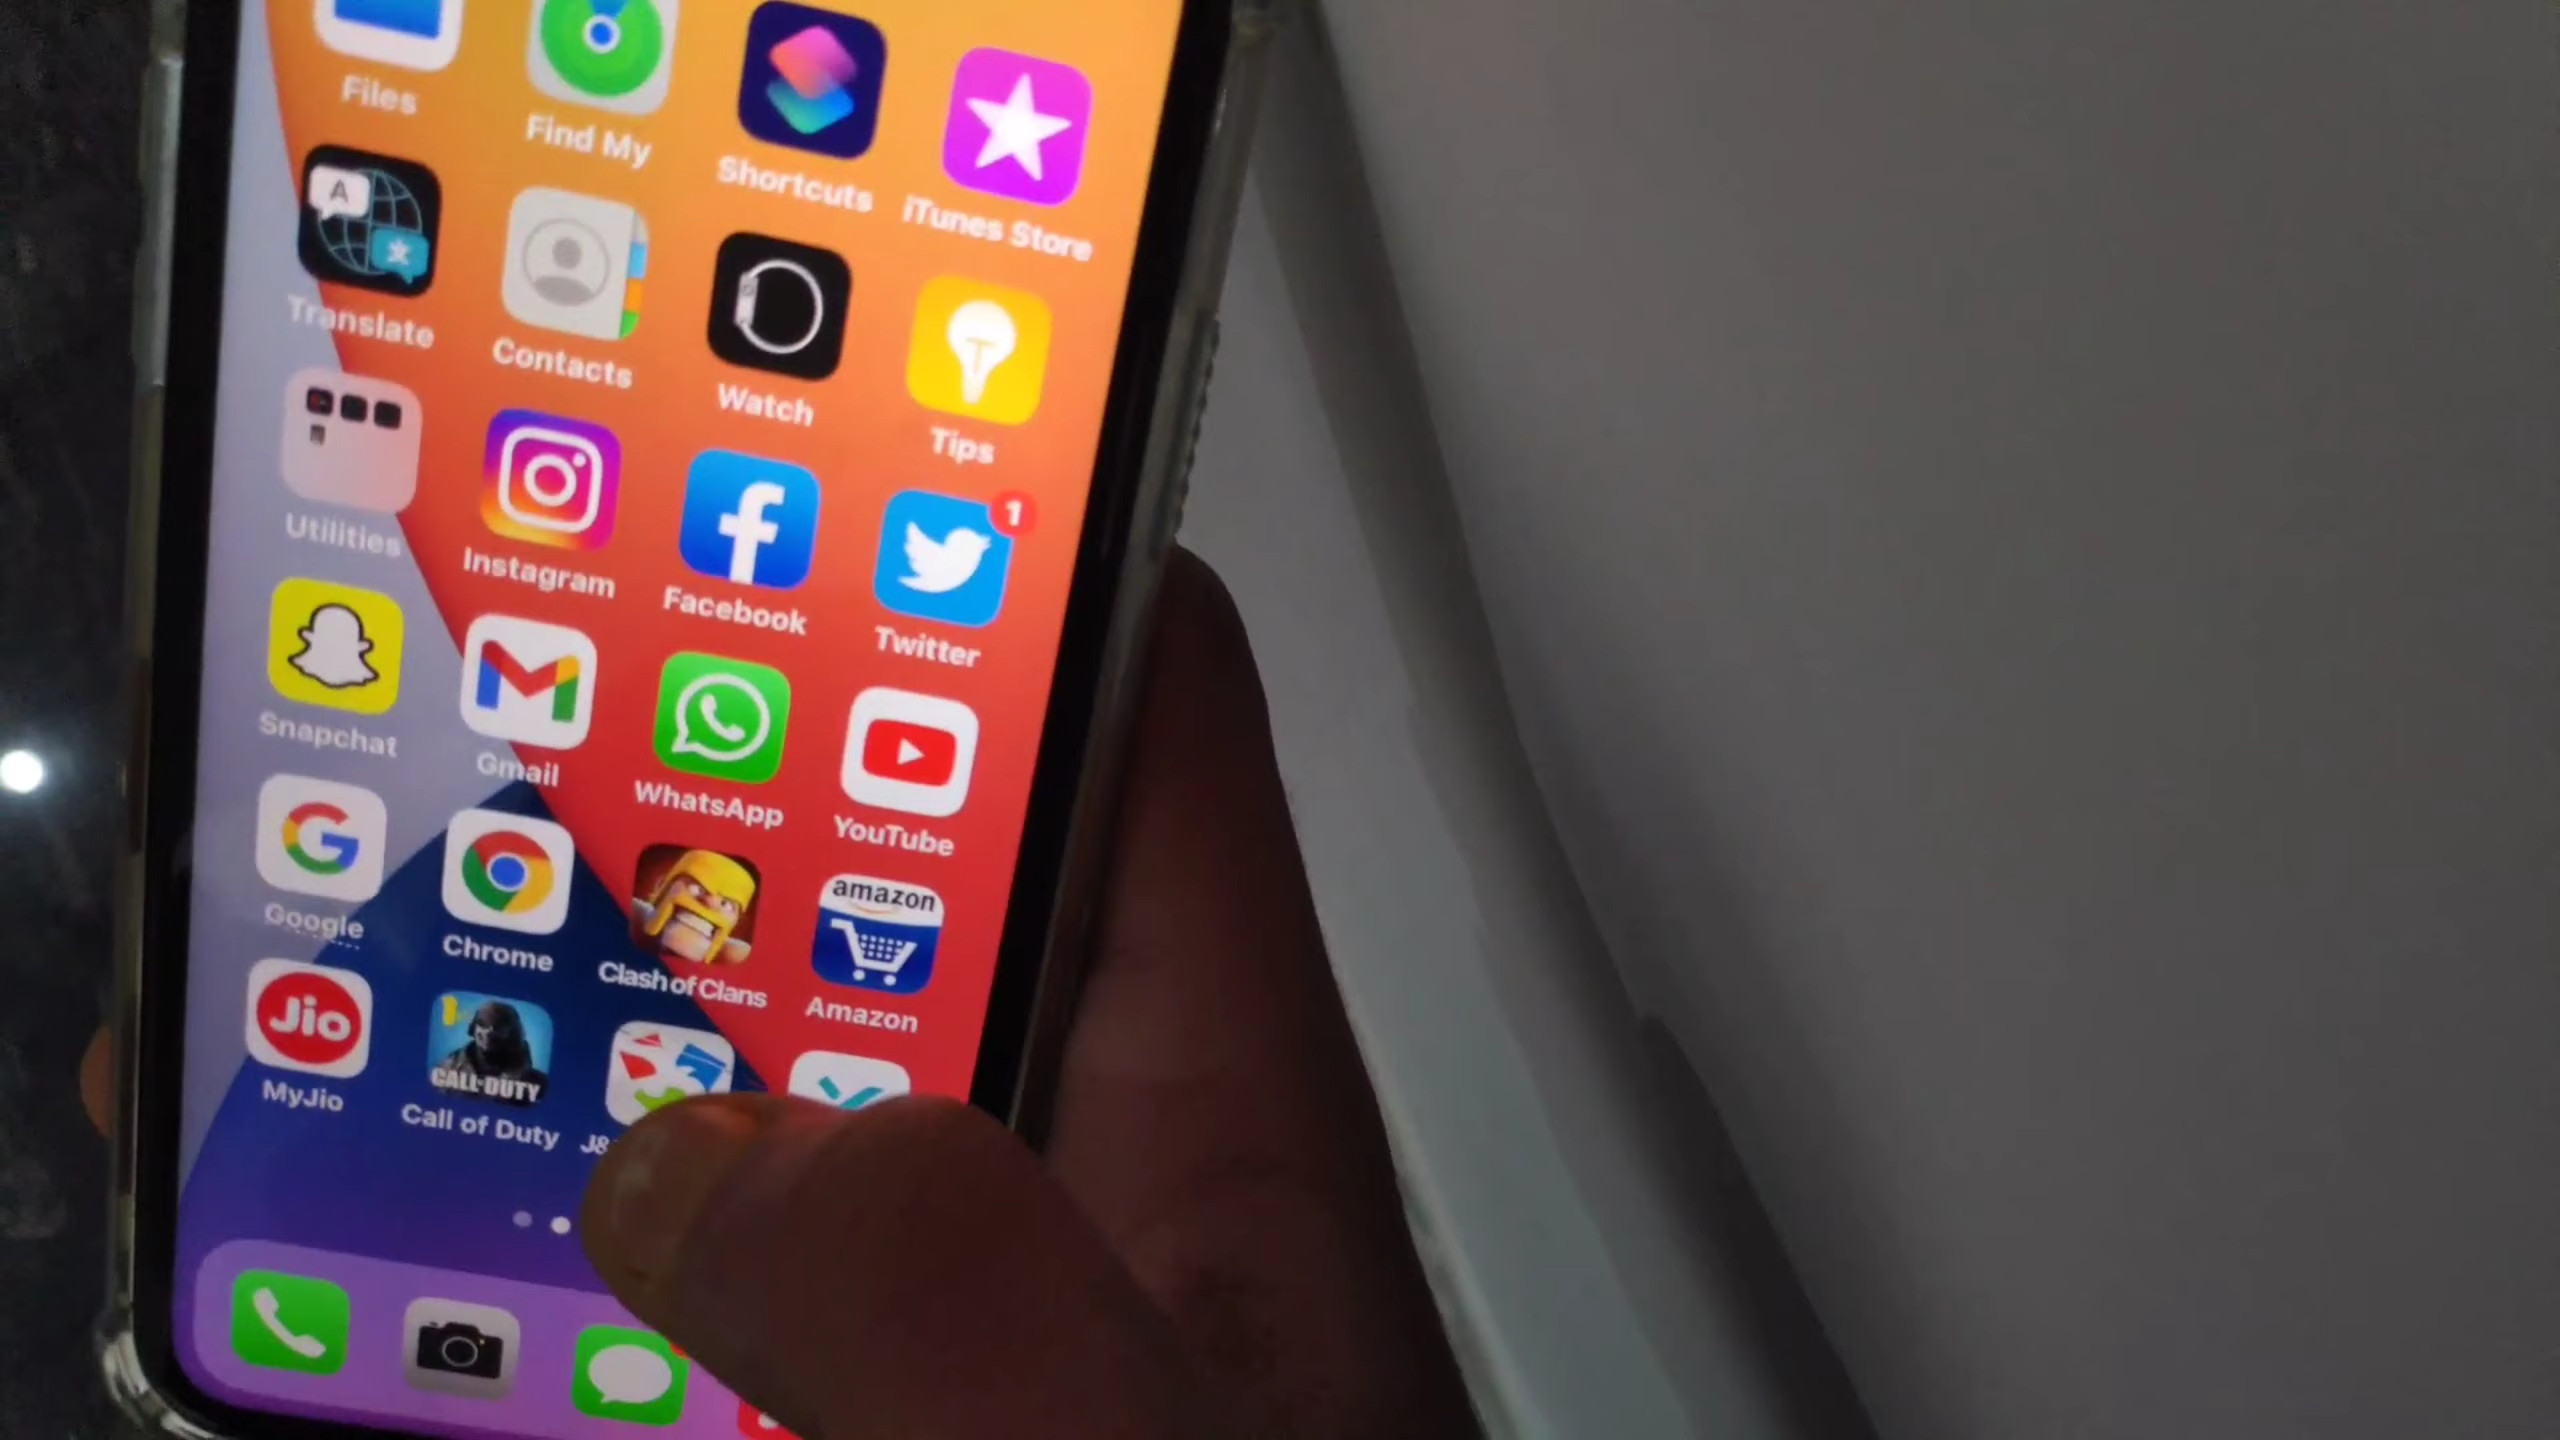 Files
Find My
Shortcuts
iTunes Store
A
文
Translate
Contacts
Watch
Tips
Utilities
Instagram
Facebook
1
Twitter
Snapchat
Gmail
WhatsApp
YouTube
Google
Chrome
Clash of Clans
amazon
Amazon
Jio
MyJio
CALL·DUTY
Call of Duty